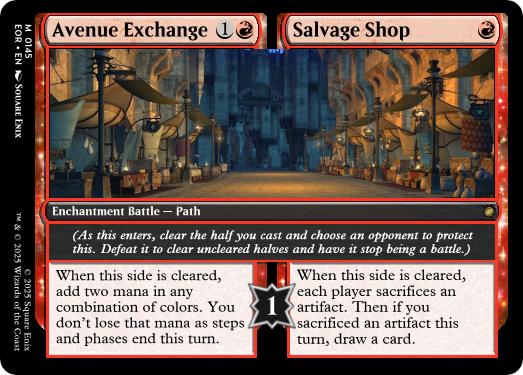 Avenue Exchange 1
Salvage Shop
Enchantment Battle — Path
(As this enters, clear the half you cast and choose an opponent to protect
this. Defeat it to clear uncleared halves and have it stop being a battle.)
When this side is cleared,
add two mana in any
combination of colors. You
don't lose that mana as steps
and phases end this turn.
1
When this side is cleared,
each player sacrifices an
artifact. Then if you
sacrificed an artifact this
turn, draw a card.
M 0145
EOR • EN SQUARE ENIX
™ & © 2025 Wizards of the Coast
© 2025 Square Enix